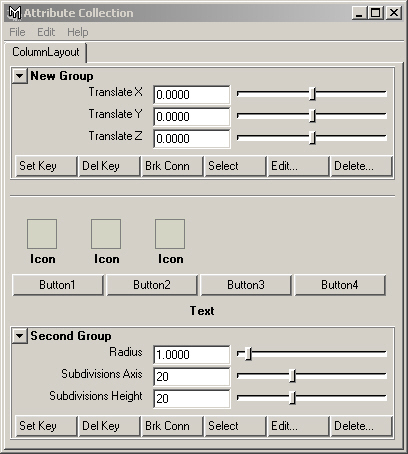 Attribute Collection
File Edit Help
ColumnLayout
New Group
Translate X 0.0000
Translate Y 0.0000
Translate Z 0.0000
Set Key Del Key Brk Conn Select Edit... Delete...
Icon Icon Icon
Button1 Button2 Button3 Button4
Text
Second Group
Radius 1.0000
Subdivisions Axis 20
Subdivisions Height 20
Set Key Del Key Brk Conn Select Edit... Delete...